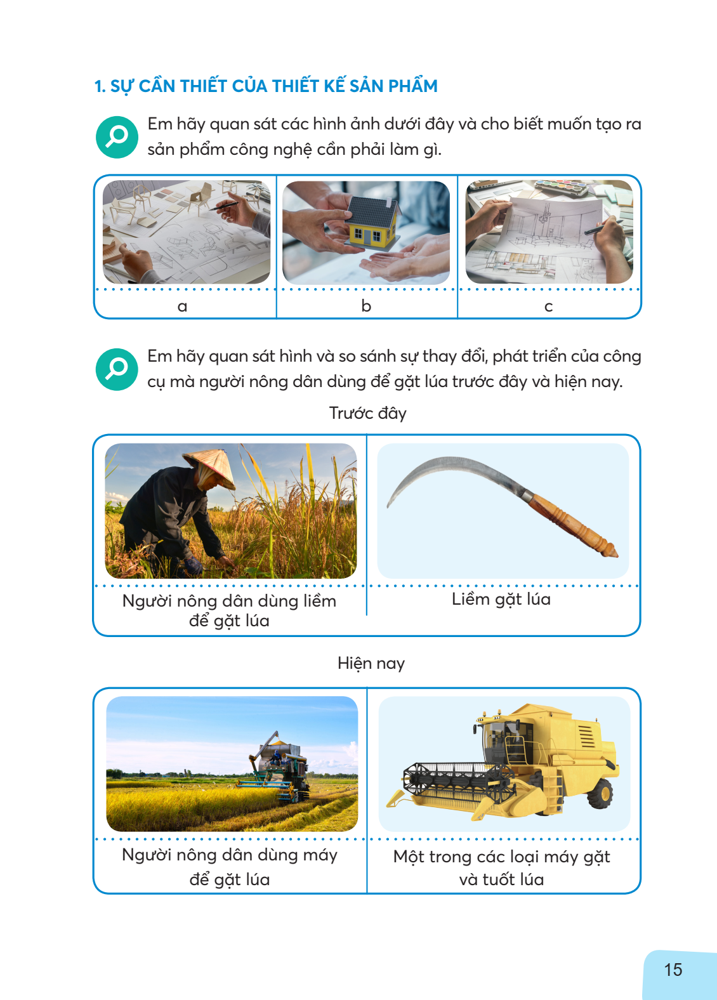 1. SỰ CẦN THIẾT CỦA THIẾT KẾ SẢN PHẨM
Em hãy quan sát các hình ảnh dưới đây và cho biết muốn tạo ra
sản phẩm công nghệ cần phải làm gì.
a
b
c
Em hãy quan sát hình và so sánh sự thay đổi, phát triển của công
cụ mà người nông dân dùng để gặt lúa trước đây và hiện nay.
Trước đây
Người nông dân dùng liềm
để gặt lúa
Liềm gặt lúa
Hiện nay
Người nông dân dùng máy
để gặt lúa
Một trong các loại máy gặt
và tuốt lúa
15